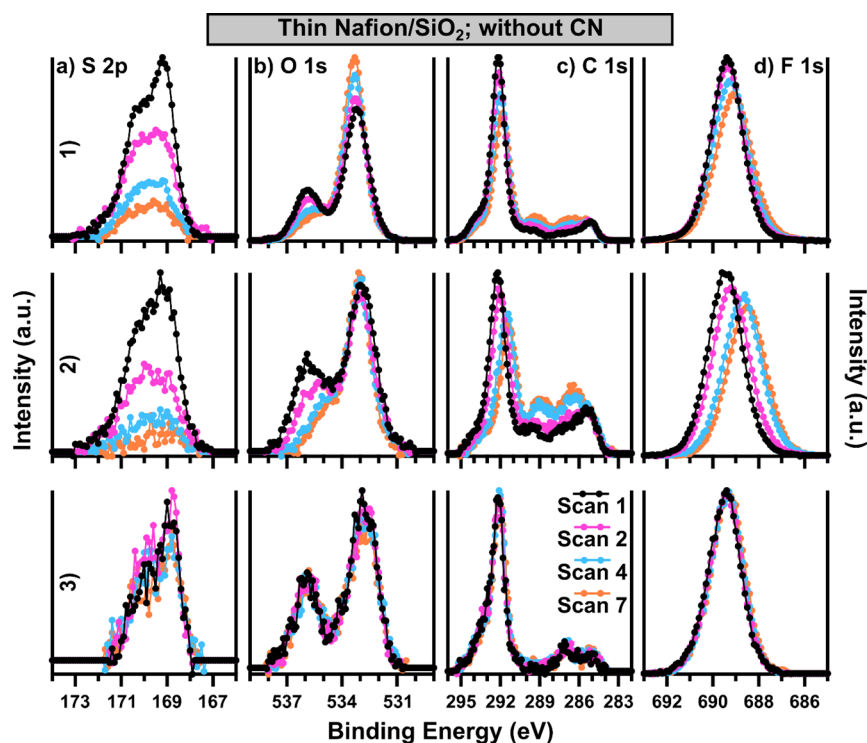 Thin Nafion/SiO₂; without CN
a) S 2p
b) O 1s
c) C 1s
d) F 1s
1)
2)
3)
Intensity (a.u.)
Intensity (a.u.)
Scan 1
Scan 2
Scan 4
Scan 7
173 171 169 167 537 534 531 295 292 289 286 283 692 690 688 686
Binding Energy (eV)